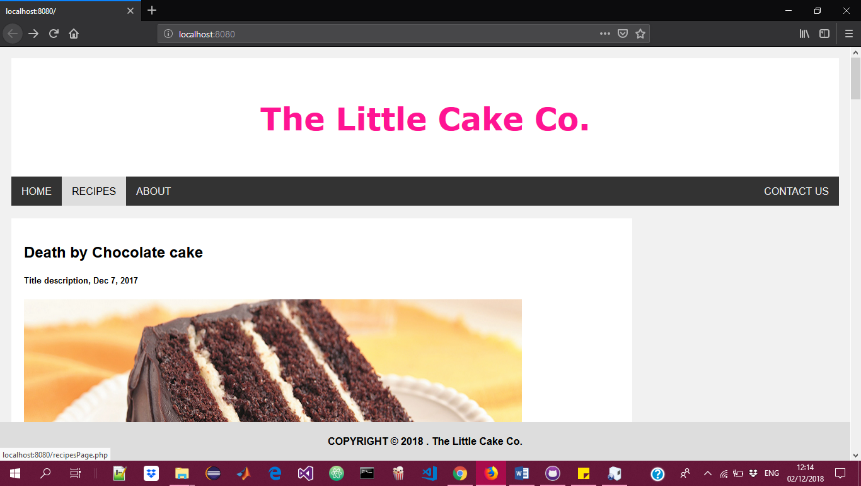 localhost:8080/
localhost:8080
The Little Cake Co.
HOME RECIPES ABOUT CONTACT US
Death by Chocolate cake
Title description, Dec 7, 2017
COPYRIGHT © 2018 . The Little Cake Co.
localhost:8080/recipesPage.php
ENG
12:14
02/12/2018